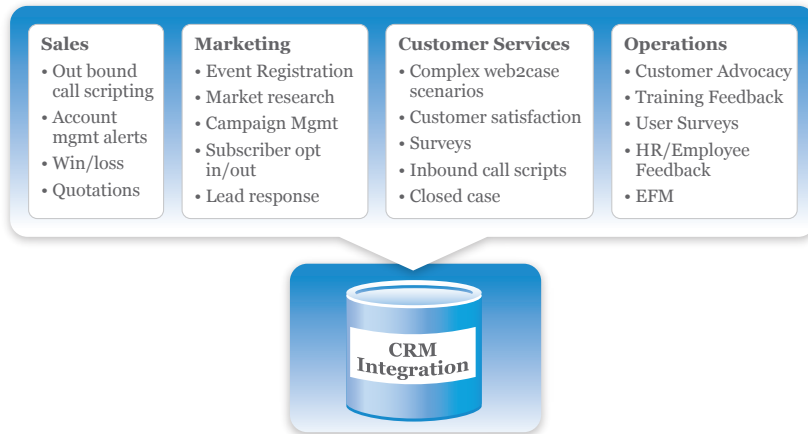 Sales
• Out bound
call scripting
• Account
mgmt alerts
• Win/loss
• Quotations
Marketing
• Event Registration
• Market research
• Campaign Mgmt
• Subscriber opt
in/out
• Lead response
Customer Services
• Complex web2case
scenarios
• Customer satisfaction
• Surveys
• Inbound call scripts
• Closed case
Operations
• Customer Advocacy
• Training Feedback
• User Surveys
• HR/Employee
Feedback
• EFM
CRM
Integration